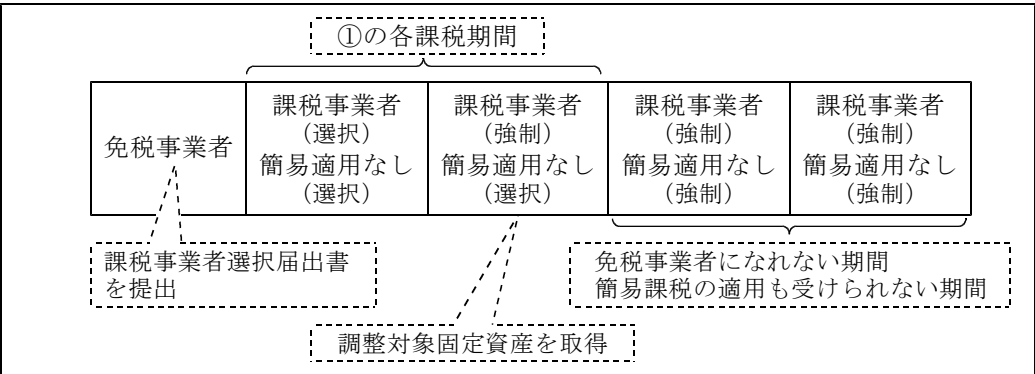 ①の各課税期間
免税事業者
課税事業者
（選択）
簡易適用なし
（選択）
課税事業者
（強制）
簡易適用なし
（選択）
課税事業者
（強制）
簡易適用なし
（強制）
課税事業者
（強制）
簡易適用なし
（強制）
課税事業者選択届出書
を提出
免税事業者になれない期間
簡易課税の適用も受けられない期間
調整対象固定資産を取得